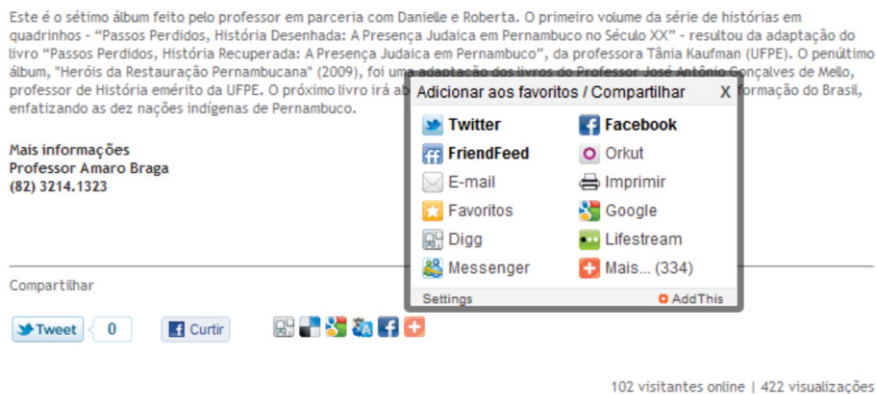 Este é o sétimo álbum feito pelo professor em parceria com Danielle e Roberta. O primeiro volume da série de histórias em
quadrinhos - “Passos Perdidos, História Desenhada: A Presença Judaica em Pernambuco no Século XX” - resultou da adaptação do
livro “Passos Perdidos, História Recuperada: A Presença Judaica em Pernambuco”, da professora Tânia Kaufman (UFPE). O penúltimo
álbum, "Heróis da Restauração Pernambucana" (2009), foi uma adaptação dos livros do Professor José Antônio Gonçalves de Mello,
professor de História emérito da UFPE. O próximo livro irá formação do Brasil,
enfatizando as dez nações indígenas de Pernambuco.
Mais informações
Professor Amaro Braga
(82) 3214.1323
Adicionar aos favoritos / Compartilhar X
Twitter Facebook
FriendFeed Orkut
E-mail Imprimir
Favoritos Google
Digg Lifestream
Messenger Mais... (334)
Settings AddThis
Compartilhar
Tweet 0 Curtir
102 visitantes online | 422 visualizações